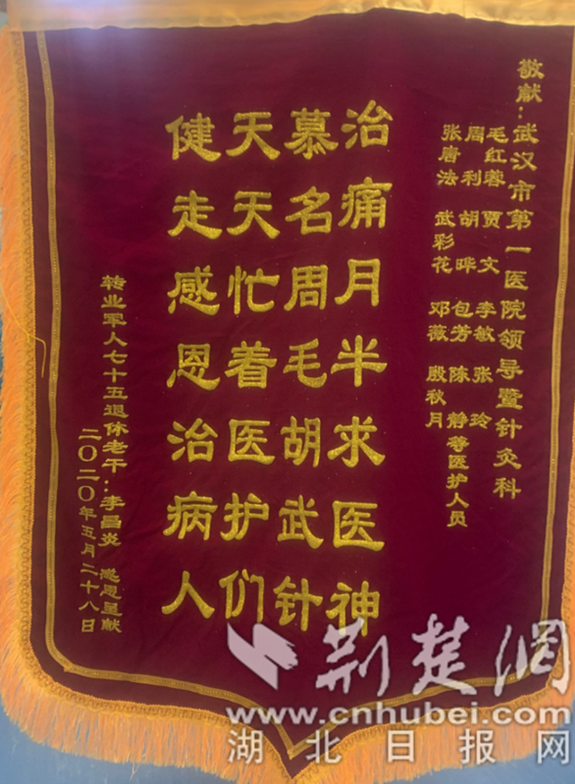 敬献：武汉市第一医院领导暨针灸科
毛红蓉 贾文 李敏 张玲
周利 胡晔 包芳 陈静等医护人员
张唐法 武彩花 邓薇 殷秋月
治痛月半求医神
慕名周毛胡武针
天天忙着医护们
健走感恩治病人
转业军人七十五退休老干：李昌炎 感恩呈献
二〇二〇年五月二十八日
荆楚网
www.cnhubei.com
湖北日报网